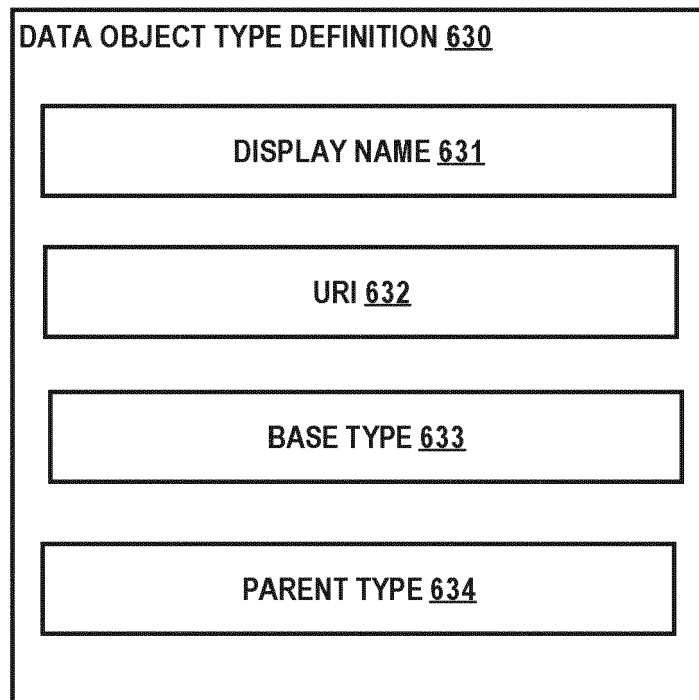 DATA OBJECT TYPE DEFINITION 630
DISPLAY NAME 631
URI 632
BASE TYPE 633
PARENT TYPE 634